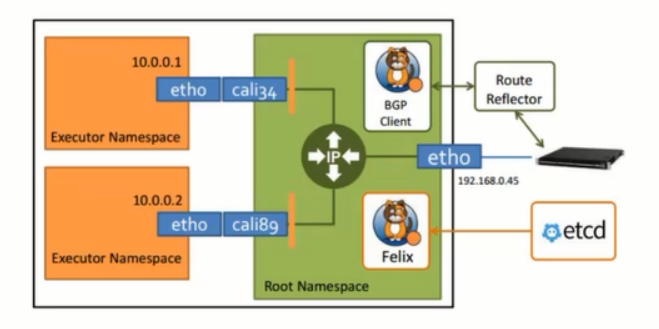 10.0.0.1
etho
cali34
Executor Namespace
10.0.0.2
etho
cali89
Executor Namespace
IP
BGP
Client
Felix
Root Namespace
etho
192.168.0.45
Route
Reflector
etcd